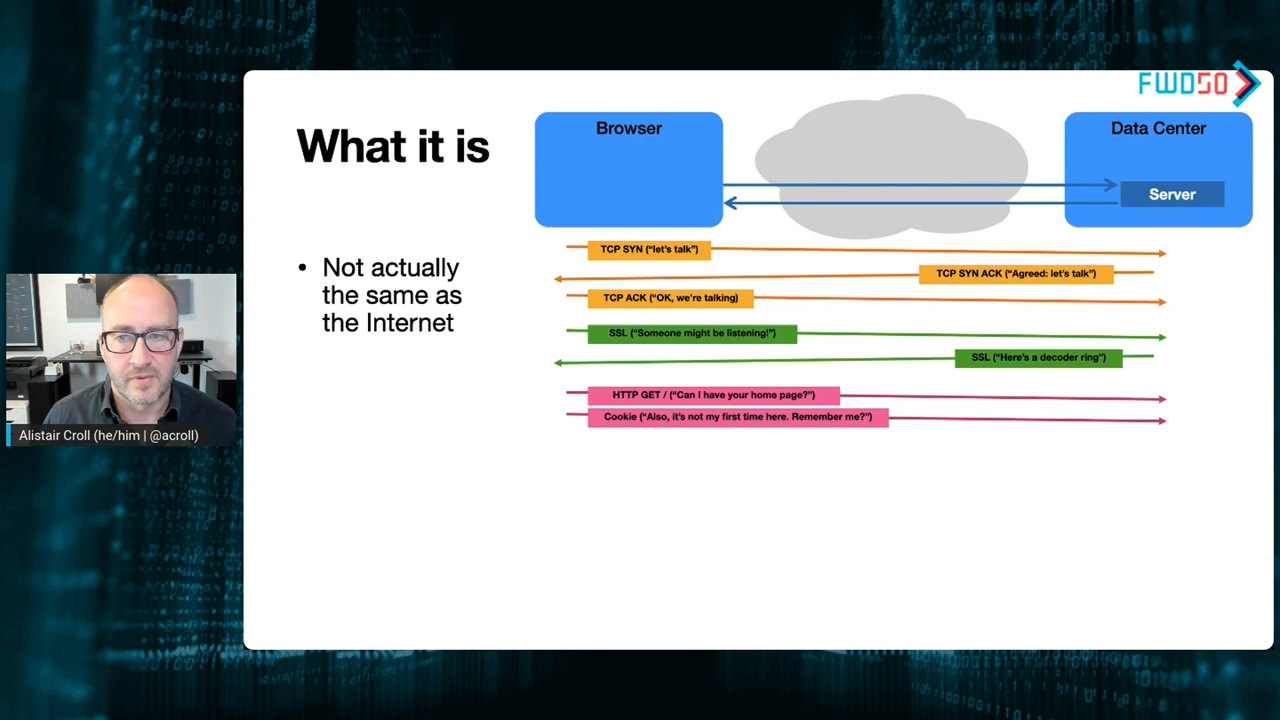 FWD50
What it is
Browser
Data Center
Server
• Not actually
the same as
the Internet
TCP SYN (“let’s talk”)
TCP SYN ACK (“Agreed: let’s talk”)
TCP ACK (“OK, we’re talking)
SSL (“Someone might be listening!”)
SSL (“Here’s a decoder ring”)
HTTP GET / (“Can I have your home page?”)
Cookie (“Also, it’s not my first time here. Remember me?”)
Alistair Croll (he/him | @acroll)